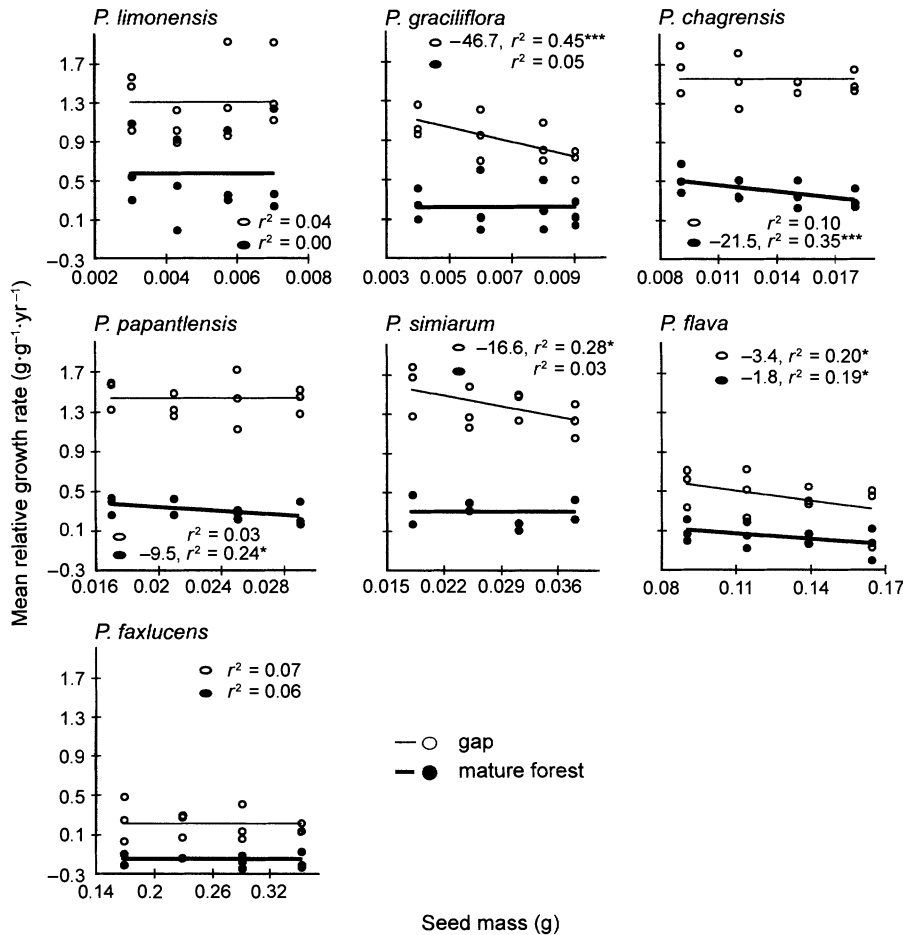 P. limonensis
P. graciliflora
P. chagrensis
1.7
1.3
0.9
0.5
0.1
−0.3
r² = 0.04
r² = 0.00
0.002 0.004 0.006 0.008
−46.7, r² = 0.45***
r² = 0.05
0.003 0.005 0.007 0.009
r² = 0.10
−21.5, r² = 0.35***
0.008 0.011 0.014 0.017
Mean relative growth rate (g·g⁻¹·yr⁻¹)
P. papantlensis
P. simiarum
P. flava
1.7
1.3
0.9
0.5
0.1
−0.3
r² = 0.03
−9.5, r² = 0.24*
0.016 0.020 0.024 0.028
−16.6, r² = 0.28*
r² = 0.03
0.015 0.022 0.029 0.036
−3.4, r² = 0.20*
−1.8, r² = 0.19*
0.08 0.11 0.14 0.17
P. faxlucens
r² = 0.07
r² = 0.06
1.7
1.3
0.9
0.5
0.1
−0.3
0.14 0.2 0.26 0.32
gap
mature forest
Seed mass (g)